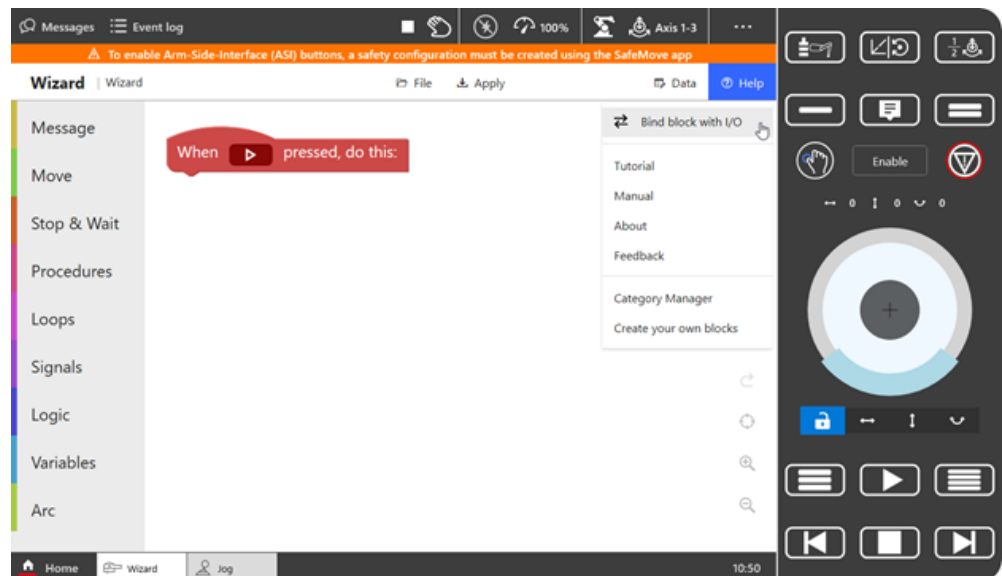 Messages Event log 100% Axis 1-3 ...
To enable Arm-Side-Interface (ASI) buttons, a safety configuration must be created using the SafeMove app
Wizard | Wizard File Apply Data Help
Message
Move
Stop & Wait
Procedures
Loops
Signals
Logic
Variables
Arc
When pressed, do this:
Bind block with I/O
Tutorial
Manual
About
Feedback
Category Manager
Create your own blocks
Home Wizard Jog 10:50
1/2
Enable
0 0 0